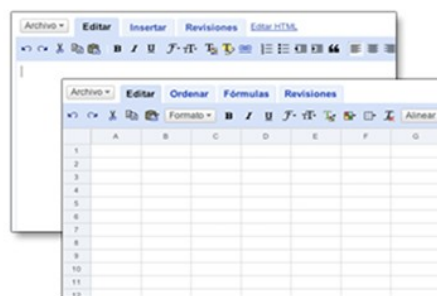 Archivo Editar Insertar Revisiones Editar HTML
B I U
Archivo Editar Ordenar Fórmulas Revisiones
Formato B I U Alinear
A B C D E F G
1
2
3
4
5
6
7
8
9
10
11
12